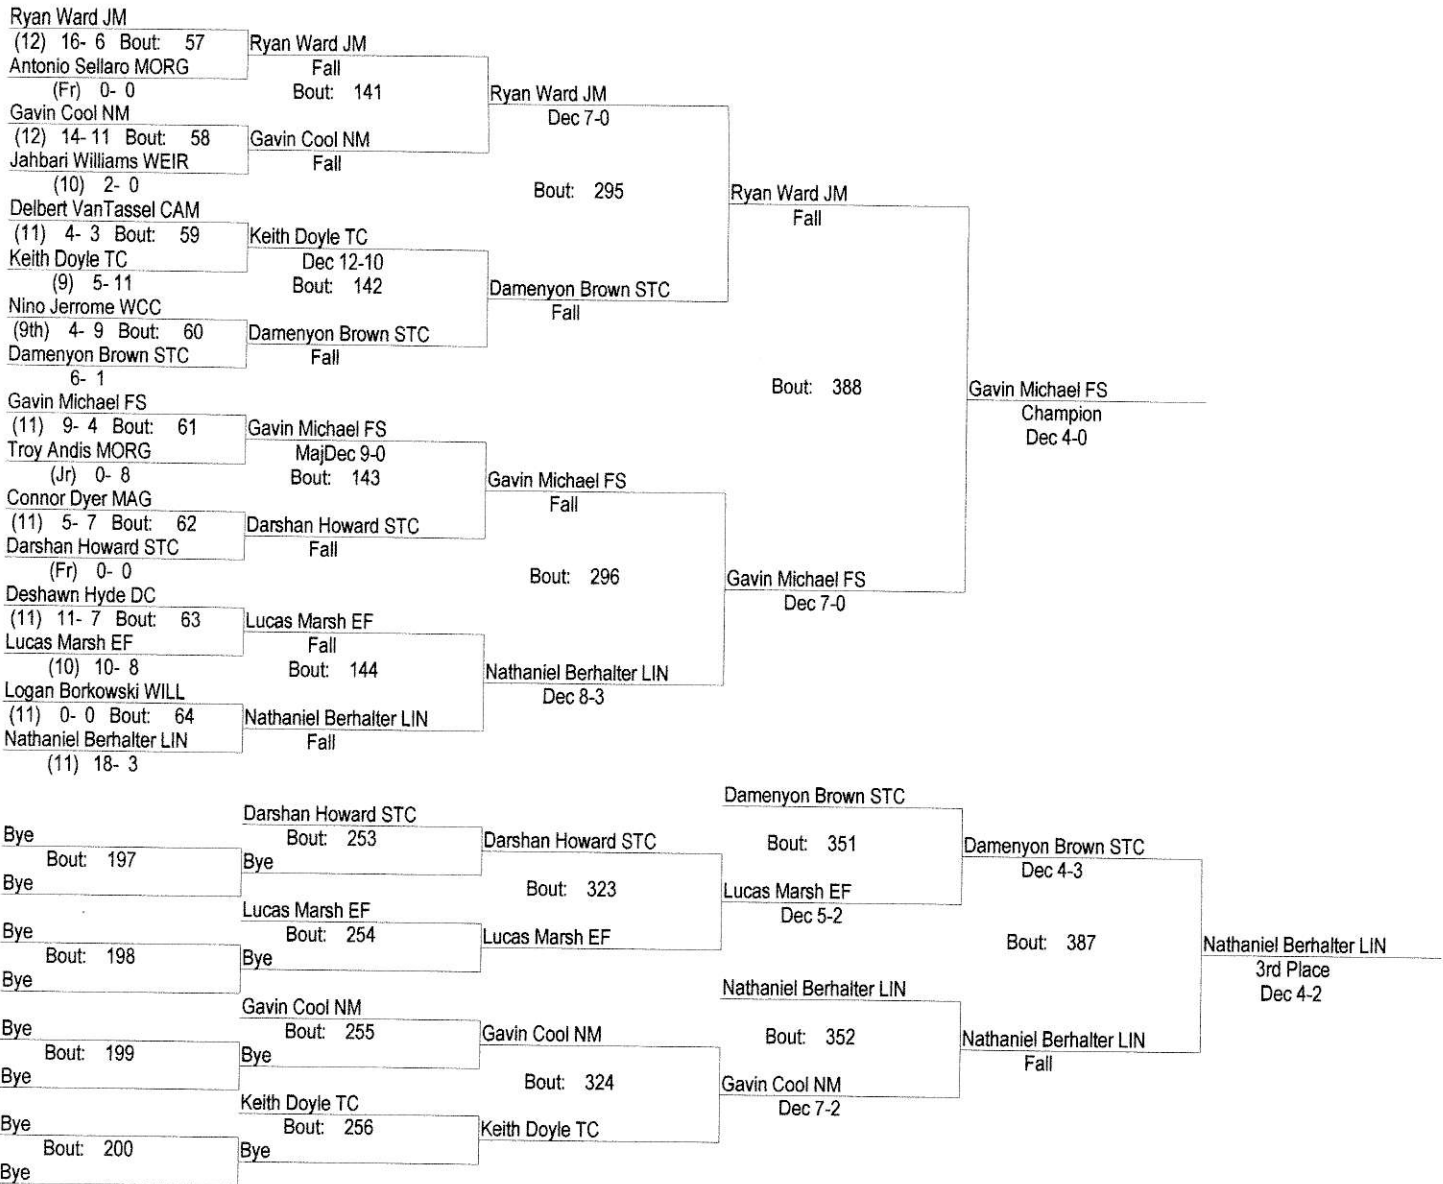 Ryan Ward JM
(12) 16- 6 Bout: 57
Antonio Sellaro MORG
(Fr) 0- 0
Gavin Cool NM
(12) 14- 11 Bout: 58
Jahbari Williams WEIR
(10) 2- 0
Delbert VanTassel CAM
(11) 4- 3 Bout: 59
Keith Doyle TC
(9) 5- 11
Nino Jerrome WCC
(9th) 4- 9 Bout: 60
Damenyon Brown STC
6- 1
Gavin Michael FS
(11) 9- 4 Bout: 61
Troy Andis MORG
(Jr) 0- 8
Connor Dyer MAG
(11) 5- 7 Bout: 62
Darshan Howard STC
(Fr) 0- 0
Deshawn Hyde DC
(11) 11- 7 Bout: 63
Lucas Marsh EF
(10) 10- 8
Logan Borkowski WILL
(11) 0- 0 Bout: 64
Nathaniel Berhalter LIN
(11) 18- 3
Ryan Ward JM
Fall
Bout: 141
Gavin Cool NM
Fall
Keith Doyle TC
Dec 12-10
Bout: 142
Damenyon Brown STC
Fall
Gavin Michael FS
MajDec 9-0
Bout: 143
Darshan Howard STC
Fall
Lucas Marsh EF
Fall
Bout: 144
Nathaniel Berhalter LIN
Fall
Ryan Ward JM
Dec 7-0
Bout: 295
Damenyon Brown STC
Fall
Gavin Michael FS
Fall
Bout: 296
Nathaniel Berhalter LIN
Dec 8-3
Ryan Ward JM
Fall
Bout: 388
Gavin Michael FS
Dec 7-0
Gavin Michael FS
Champion
Dec 4-0
Bye
Bout: 197
Bye
Bye
Bout: 198
Bye
Bye
Bout: 199
Bye
Bye
Bout: 200
Bye
Darshan Howard STC
Bout: 253
Bye
Lucas Marsh EF
Bout: 254
Bye
Gavin Cool NM
Bout: 255
Bye
Keith Doyle TC
Bout: 256
Bye
Darshan Howard STC
Bout: 323
Lucas Marsh EF
Gavin Cool NM
Bout: 324
Keith Doyle TC
Damenyon Brown STC
Bout: 351
Lucas Marsh EF
Dec 5-2
Nathaniel Berhalter LIN
Bout: 352
Gavin Cool NM
Dec 7-2
Damenyon Brown STC
Dec 4-3
Bout: 387
Nathaniel Berhalter LIN
Fall
Nathaniel Berhalter LIN
3rd Place
Dec 4-2